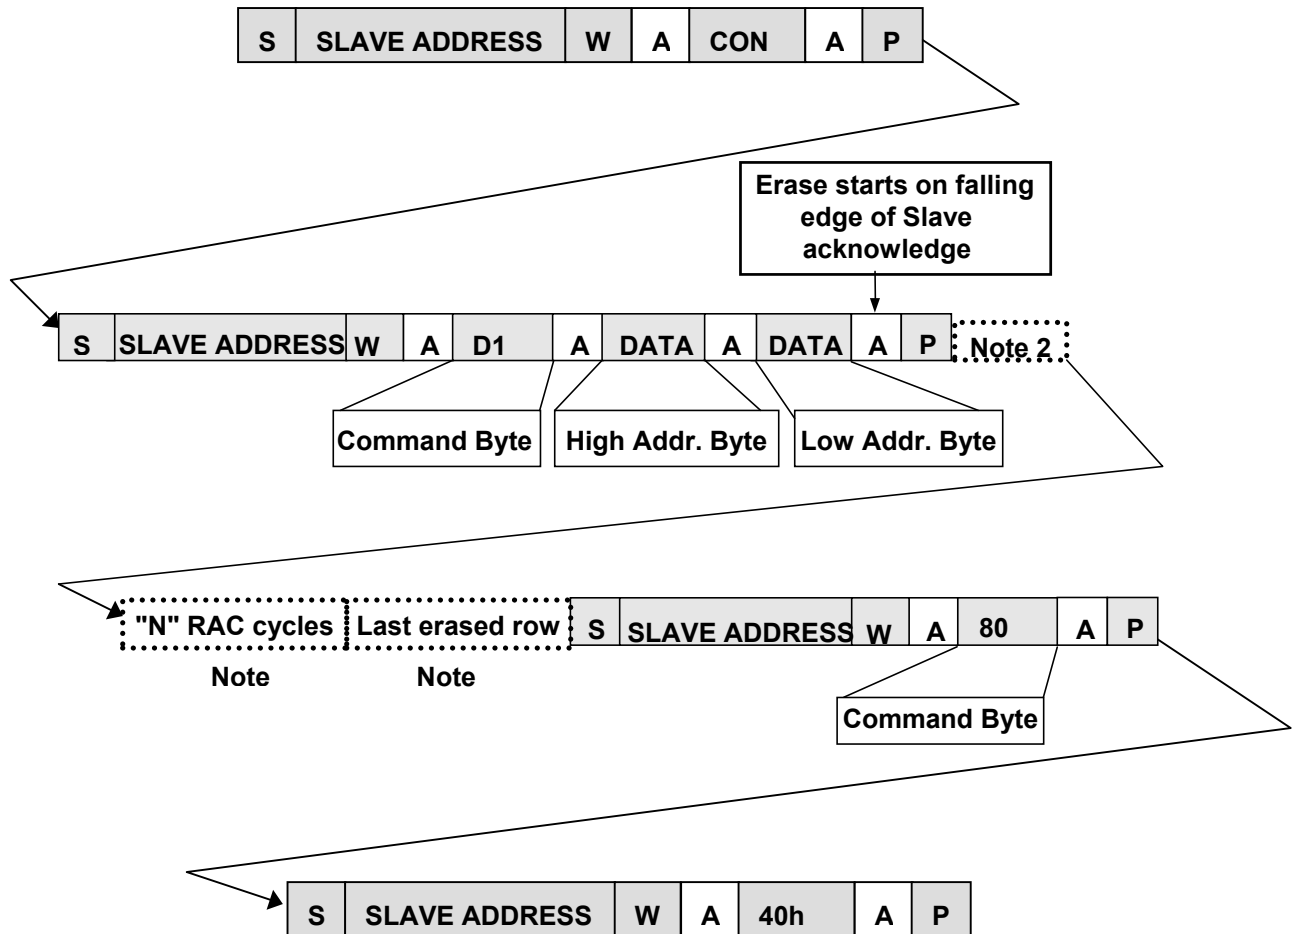 S SLAVE ADDRESS W A CON A P
Erase starts on falling
edge of Slave
acknowledge
S SLAVE ADDRESS W A D1 A DATA A DATA A P Note 2
Command Byte High Addr. Byte Low Addr. Byte
"N" RAC cycles Last erased row S SLAVE ADDRESS W A 80 A P
Note Note
Command Byte
S SLAVE ADDRESS W A 40h A P